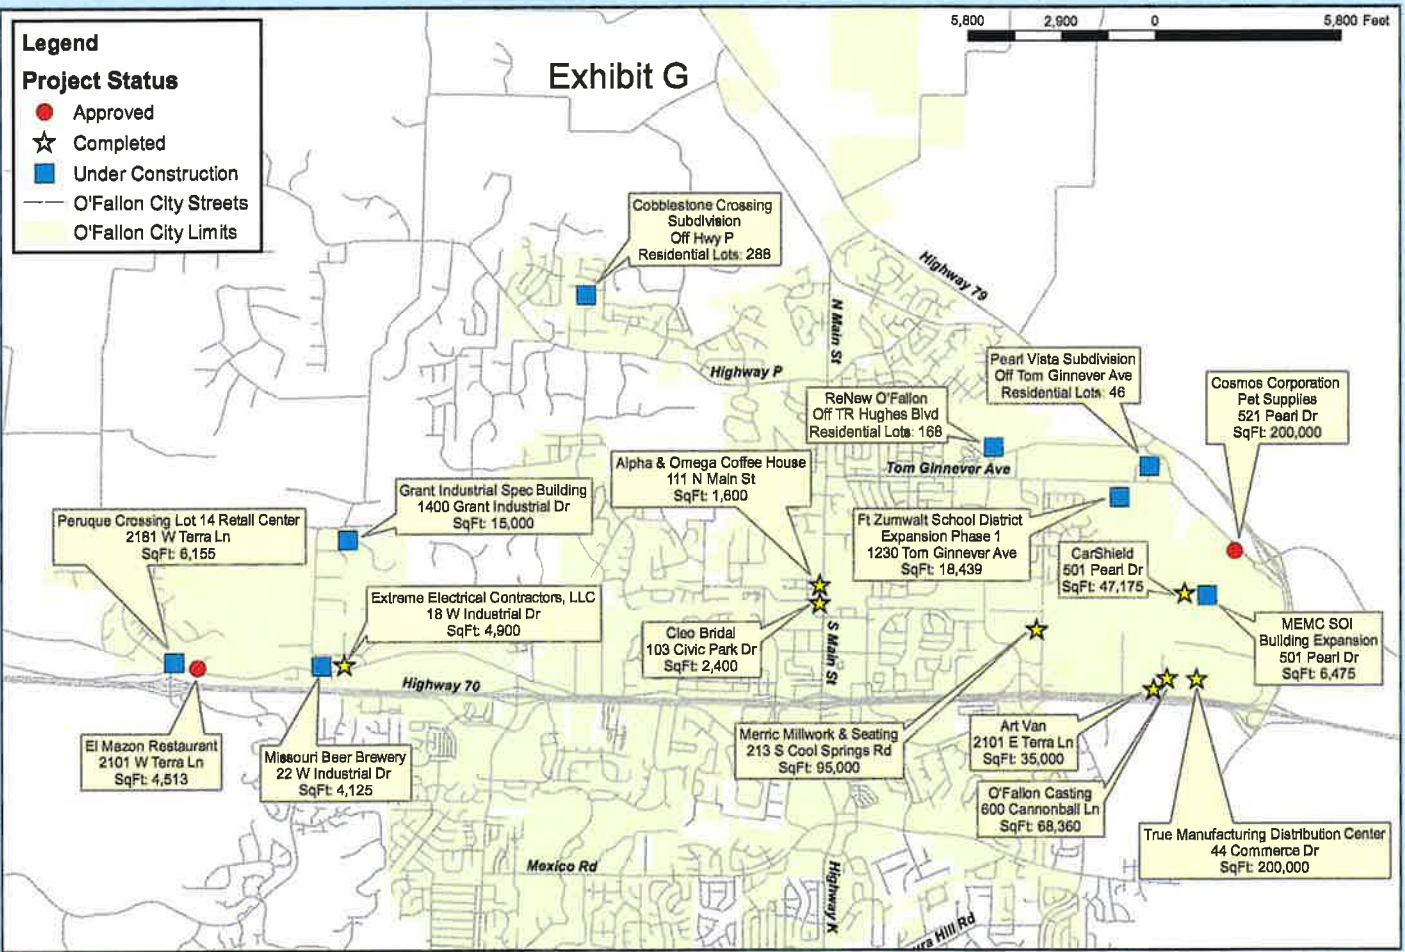 5,800 2,900 0 5,800 Feet
Legend
Project Status
Approved
Completed
Under Construction
O'Fallon City Streets
O'Fallon City Limits
Exhibit G
Cobblestone Crossing
Subdivision
Off Hwy P
Residential Lots: 288
Highway 79
N Main St
Highway P
Pearl Vista Subdivision
Off Tom Ginnever Ave
Residential Lots: 46
Cosmos Corporation
Pet Supplies
521 Pearl Dr
SqFt: 200,000
ReNew O'Fallon
Off TR Hughes Blvd
Residential Lots: 168
Tom Ginnever Ave
Alpha & Omega Coffee House
111 N Main St
SqFt: 1,600
Grant Industrial Spec Building
1400 Grant Industrial Dr
SqFt: 15,000
Peruque Crossing Lot 14 Retail Center
2181 W Terra Ln
SqFt: 6,155
Ft Zumwalt School District
Expansion Phase 1
1230 Tom Ginnever Ave
SqFt: 18,439
CarShield
501 Pearl Dr
SqFt: 47,175
Extreme Electrical Contractors, LLC
18 W Industrial Dr
SqFt: 4,900
Cleo Bridal
103 Civic Park Dr
SqFt: 2,400
S Main St
MEMC SOI
Building Expansion
501 Pearl Dr
SqFt: 6,475
Highway 70
El Mazon Restaurant
2101 W Terra Ln
SqFt: 4,513
Missouri Beer Brewery
22 W Industrial Dr
SqFt: 4,125
Merric Millwork & Seating
213 S Cool Springs Rd
SqFt: 95,000
Art Van
2101 E Terra Ln
SqFt: 35,000
O'Fallon Casting
600 Cannonball Ln
SqFt: 68,360
True Manufacturing Distribution Center
44 Commerce Dr
SqFt: 200,000
Mexico Rd
Highway K
Hill Rd